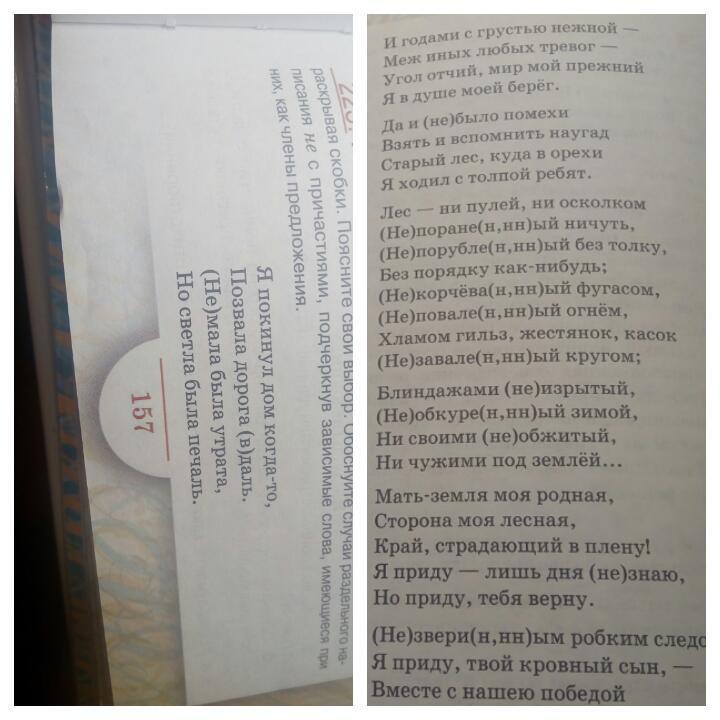 раскрывая скобки. Поясните свой выбор. Обоснуйте случаи раздельного на-
писания не с причастиями, подчеркнув зависимые слова, имеющиеся при
них, как члены предложения.
Я покинул дом когда-то,
Позвала дорога (в)даль.
(Не)мала была утрата,
Но светла была печаль.
157
И годами с грустью нежной —
Меж иных любых тревог —
Угол отчий, мир мой прежний
Я в душе моей берёг.
Да и (не)было помехи
Взять и вспомнить наугад
Старый лес, куда в орехи
Я ходил с толпой ребят.
Лес — ни пулей, ни осколком
(Не)поране(н,нн)ый ничуть,
(Не)порубле(н,нн)ый без толку,
Без порядку как-нибудь;
(Не)корчёва(н,нн)ый фугасом,
(Не)повале(н,нн)ый огнём,
Хламом гильз, жестянок, касок
(Не)завале(н,нн)ый кругом;
Блиндажами (не)изрытый,
(Не)обкуре(н,нн)ый зимой,
Ни своими (не)обжитый,
Ни чужими под землёй...
Мать-земля моя родная,
Сторона моя лесная,
Край, страдающий в плену!
Я приду — лишь дня (не)знаю,
Но приду, тебя верну.
(Не)звери(н,нн)ым робким следо
Я приду, твой кровный сын, —
Вместе с нашею победой